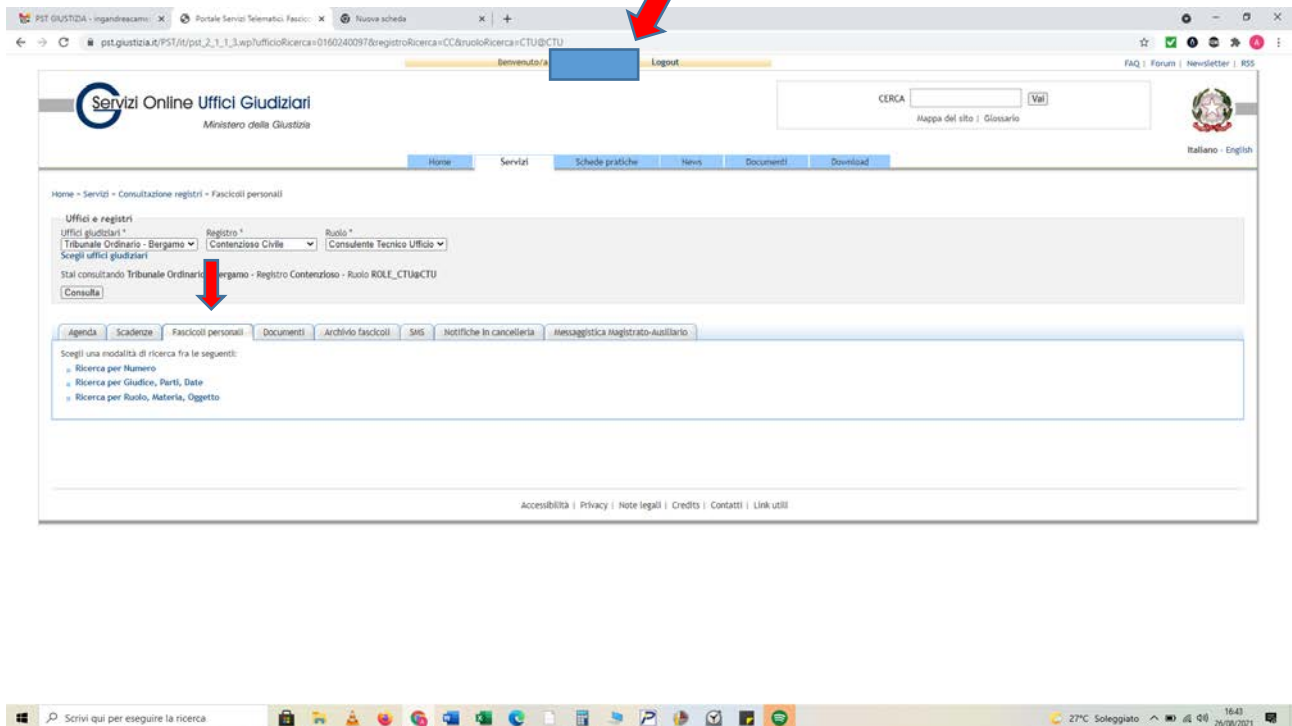 PST GIUSTIZIA - ingandreascami
Portale Servizi Telematici. Fascic
Nuova scheda
pst.giustizia.it/PST/it/pst_2_1_1_3.wp?ufficioRicerca=0160240097&registroRicerca=CC&ruoloRicerca=CTU@CTU
Benvenuto/a Logout
FAQ | Forum | Newsletter | RSS
Servizi Online Uffici Giudiziari
Ministero della Giustizia
CERCA Vai
Mappa del sito | Glossario
Italiano - English
Home Servizi Schede pratiche News Documenti Download
Home » Servizi » Consultazione registri » Fascicoli personali
Uffici e registri
Uffici giudiziari * Registro * Ruolo *
Tribunale Ordinario - Bergamo Contenzioso Civile Consulente Tecnico Ufficio
Scegli uffici giudiziari
Stai consultando Tribunale Ordinario Bergamo - Registro Contenzioso - Ruolo ROLE_CTU@CTU
Consulta
Agenda Scadenze Fascicoli personali Documenti Archivio fascicoli SMS Notifiche in cancelleria Messaggistica Magistrato-Ausiliario
Scegli una modalità di ricerca fra le seguenti:
Ricerca per Numero
Ricerca per Giudice, Parti, Date
Ricerca per Ruolo, Materia, Oggetto
Accessibilità | Privacy | Note legali | Credits | Contatti | Link utili
Scrivi qui per eseguire la ricerca
27°C Soleggiato
16:43
26/08/2021